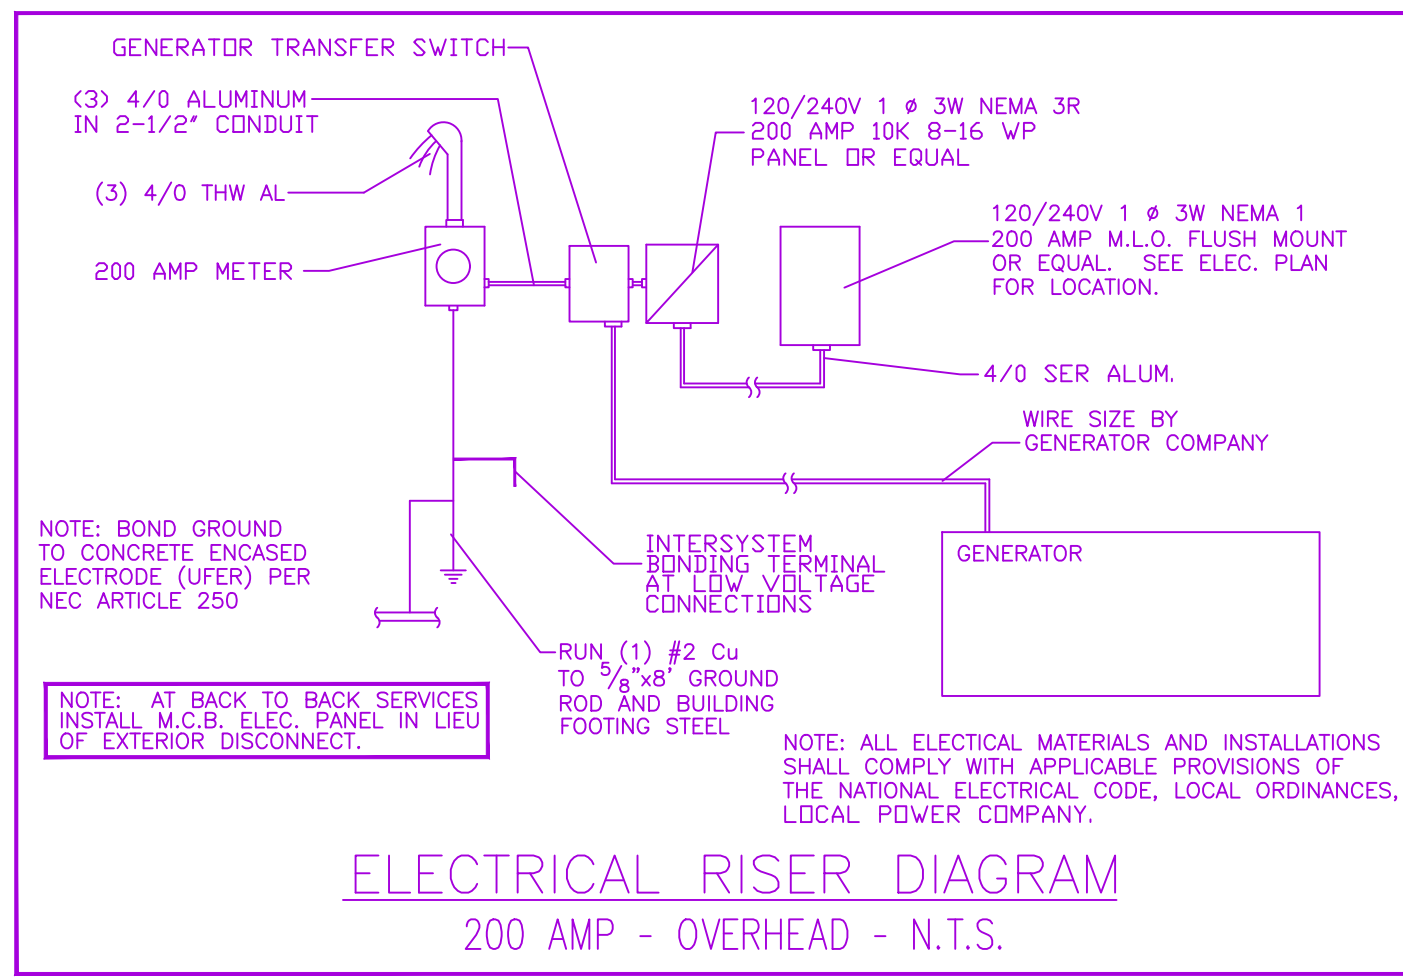 GENERATOR TRANSFER SWITCH
(3) 4/0 ALUMINUM
IN 2-1/2" CONDUIT
(3) 4/0 THW AL
200 AMP METER
120/240V 1 ø 3W NEMA 3R
200 AMP 10K 8-16 WP
PANEL OR EQUAL
120/240V 1 ø 3W NEMA 1
200 AMP M.L.O. FLUSH MOUNT
OR EQUAL. SEE ELEC. PLAN
FOR LOCATION.
4/0 SER ALUM.
WIRE SIZE BY
GENERATOR COMPANY
GENERATOR
NOTE: BOND GROUND
TO CONCRETE ENCASED
ELECTRODE (UFER) PER
NEC ARTICLE 250
INTERSYSTEM
BONDING TERMINAL
AT LOW VOLTAGE
CONNECTIONS
RUN (1) #2 Cu
TO 5/8"x8' GROUND
ROD AND BUILDING
FOOTING STEEL
NOTE: AT BACK TO BACK SERVICES
INSTALL M.C.B. ELEC. PANEL IN LIEU
OF EXTERIOR DISCONNECT.
NOTE: ALL ELECTICAL MATERIALS AND INSTALLATIONS
SHALL COMPLY WITH APPLICABLE PROVISIONS OF
THE NATIONAL ELECTRICAL CODE, LOCAL ORDINANCES,
LOCAL POWER COMPANY.
ELECTRICAL RISER DIAGRAM
200 AMP - OVERHEAD - N.T.S.